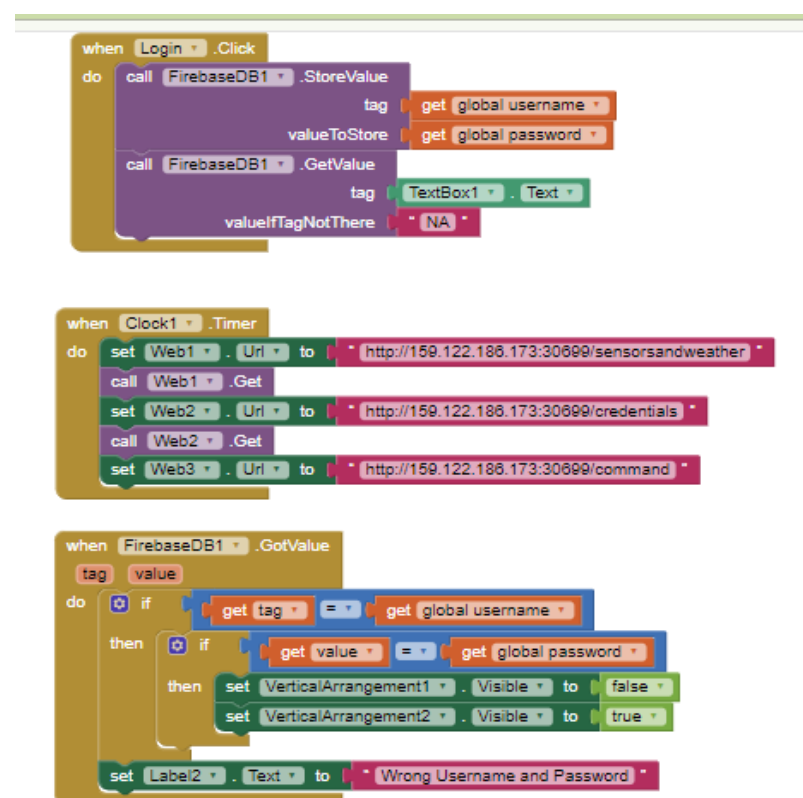 when Login .Click
do call FirebaseDB1 .StoreValue
tag get global username
valueToStore get global password
call FirebaseDB1 .GetValue
tag TextBox1 . Text
valueIfTagNotThere " NA "
when Clock1 .Timer
do set Web1 . Url to " http://159.122.186.173:30699/sensorsandweather "
call Web1 .Get
set Web2 . Url to " http://159.122.186.173:30699/credentials "
call Web2 .Get
set Web3 . Url to " http://159.122.186.173:30699/command "
when FirebaseDB1 .GotValue
tag value
do if get tag = get global username
then if get value = get global password
then set VerticalArrangement1 . Visible to false
set VerticalArrangement2 . Visible to true
set Label2 . Text to " Wrong Username and Password "